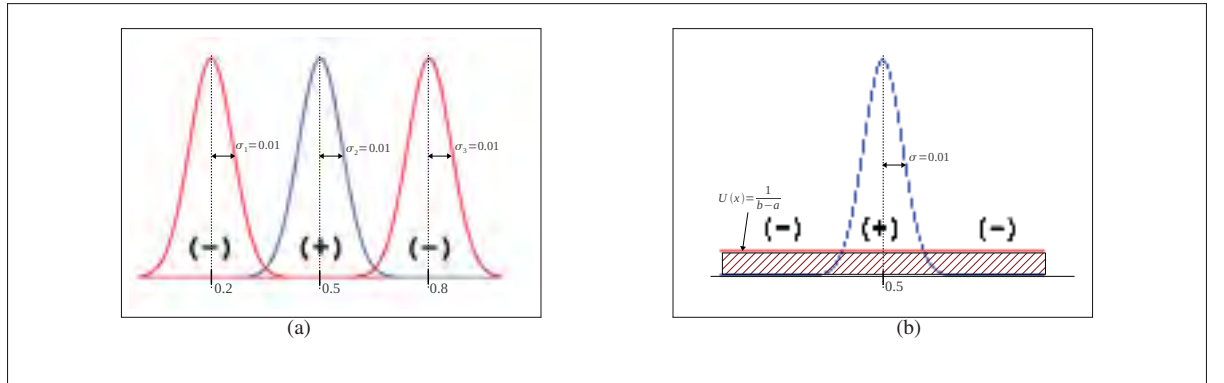 σ₁=0.01
σ₂=0.01
σ₃=0.01
(-)
(+)
(-)
0.2
0.5
0.8
(a)
σ=0.01
U(x)=1/(b−a)
(-)
(+)
(-)
0.5
(b)